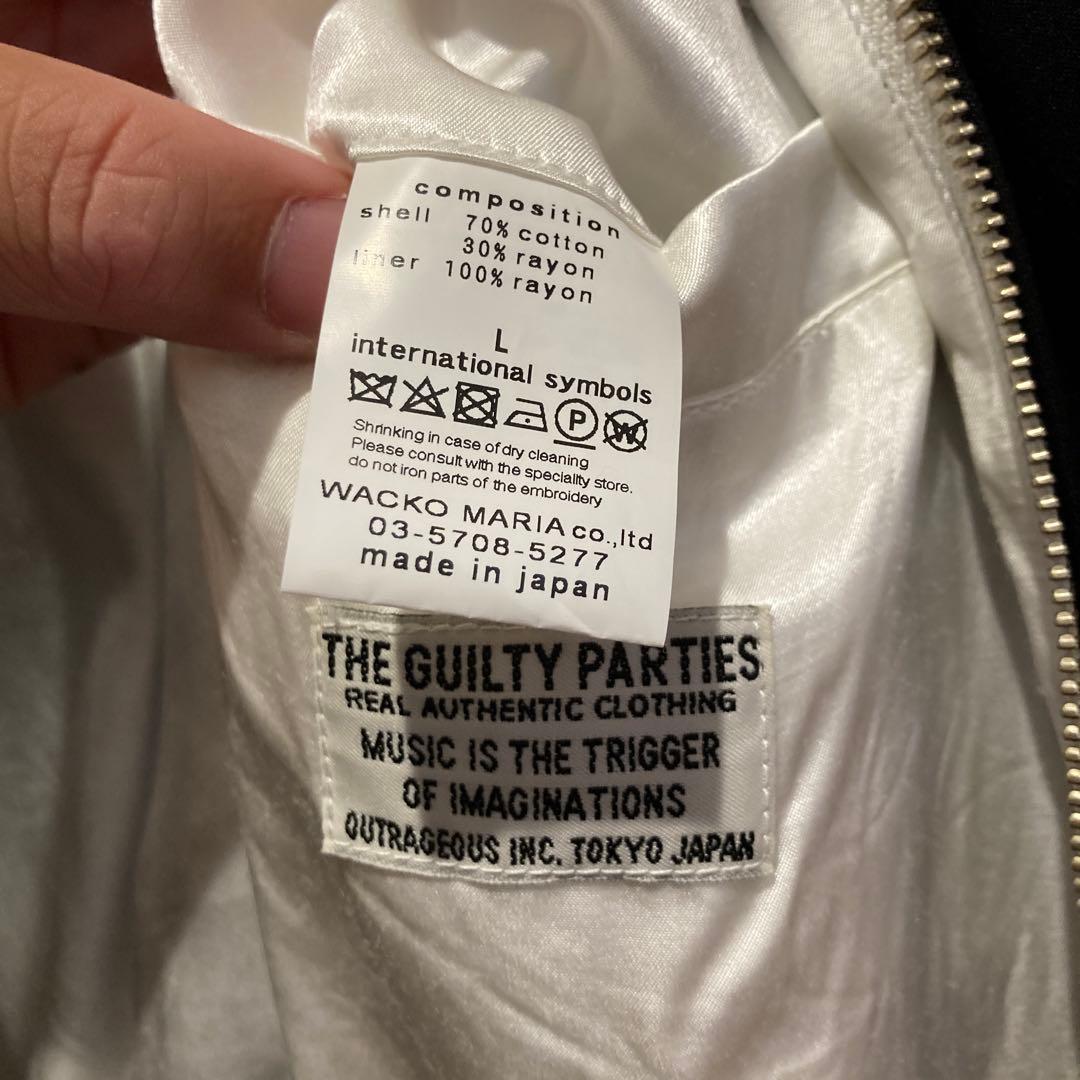 composition
shell 70% cotton
30% rayon
liner 100% rayon
L
international symbols
P W
Shrinking in case of dry cleaning
Please consult with the speciality store.
do not iron parts of the embroidery
WACKO MARIA co.,ltd
03-5708-5277
made in japan
THE GUILTY PARTIES
REAL AUTHENTIC CLOTHING
MUSIC IS THE TRIGGER
OF IMAGINATIONS
OUTRAGEOUS INC. TOKYO JAPAN